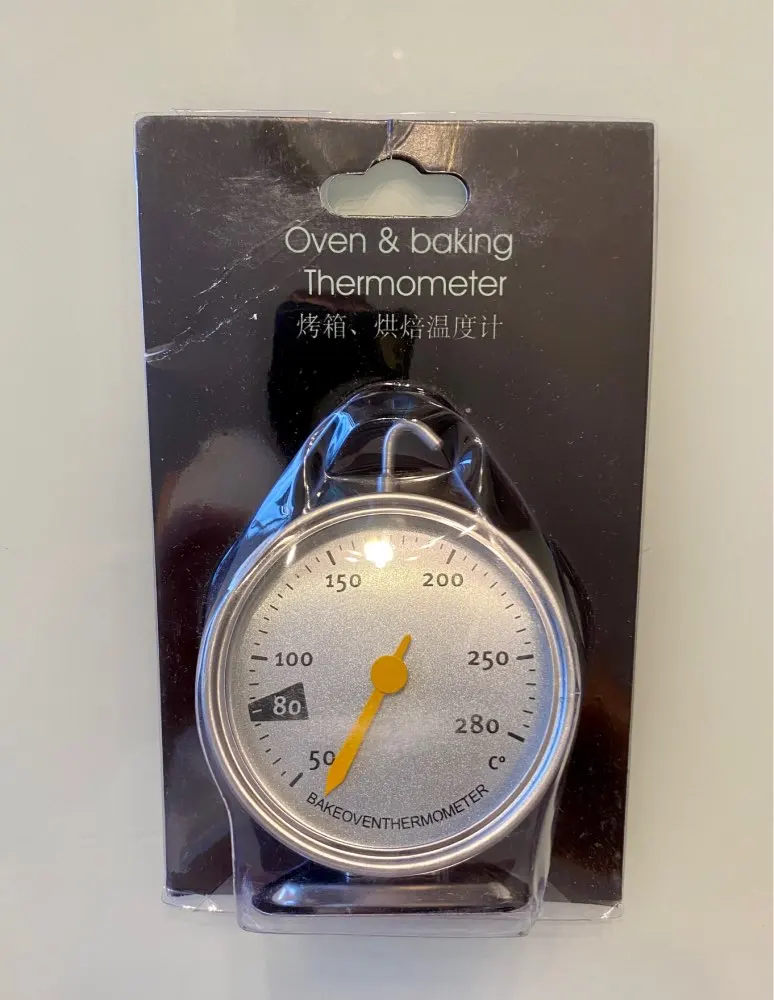 Oven & baking
Thermometer
烤箱、烘焙温度计
150 200
100 250
80 280
50 C°
BAKEOVENTHERMOMETER